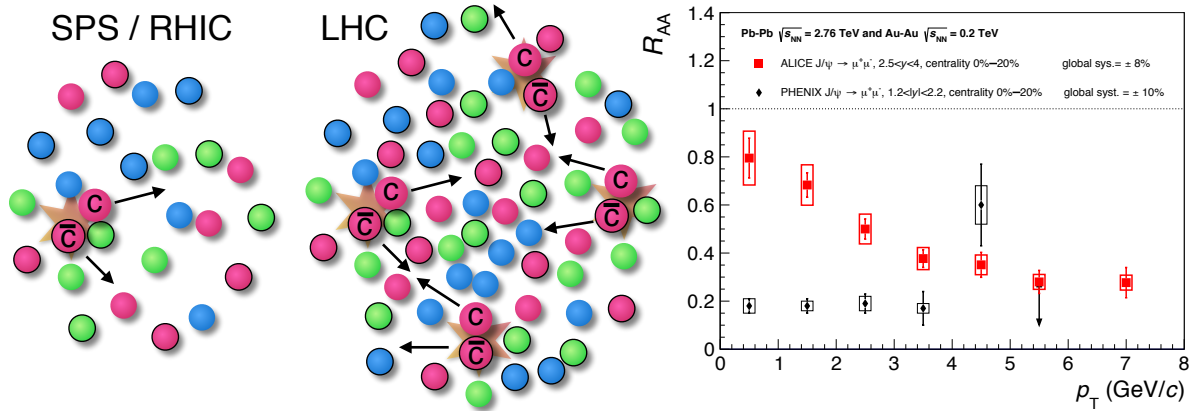 SPS / RHIC
LHC
C
C̅
C
C̅
C
C̅
C
C̅
C
C̅
R_AA
1.4
1.2
1
0.8
0.6
0.4
0.2
0
Pb-Pb √s_NN = 2.76 TeV and Au-Au √s_NN = 0.2 TeV
ALICE J/ψ → μ⁺μ⁻, 2.5<y<4, centrality 0%–20% global sys.= ± 8%
PHENIX J/ψ → μ⁺μ⁻, 1.2<|y|<2.2, centrality 0%–20% global syst. = ± 10%
0 1 2 3 4 5 6 7 8
p_T (GeV/c)